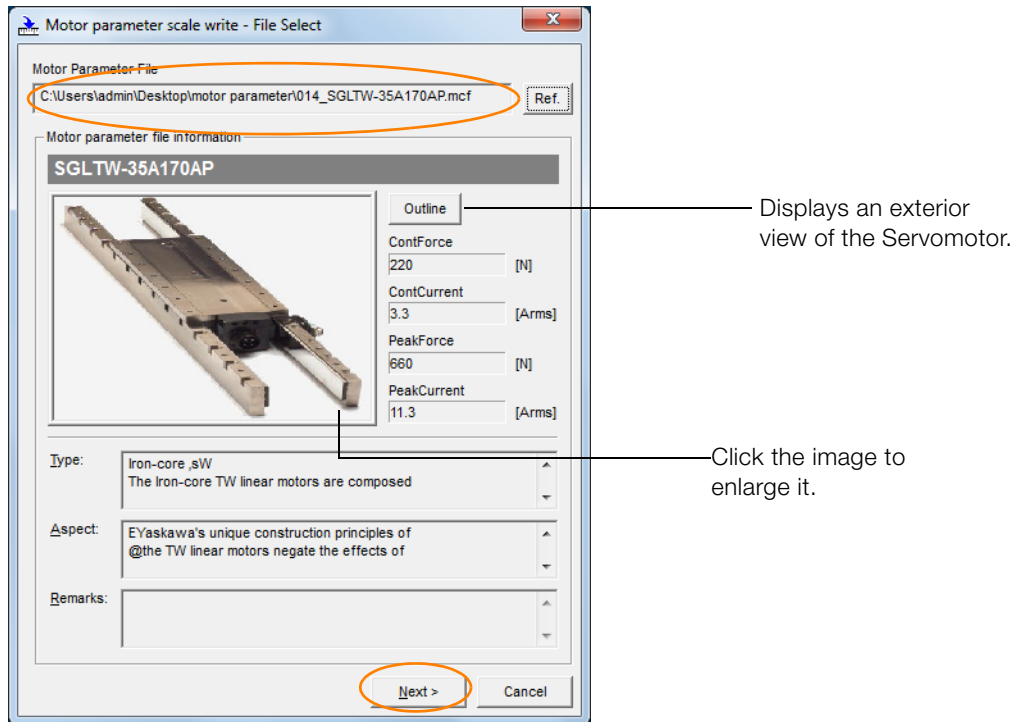 Motor parameter scale write - File Select
Motor Parameter File
C:\Users\admin\Desktop\motor parameter\014_SGLTW-35A170AP.mcf
Ref.
Motor parameter file information
SGLTW-35A170AP
Outline
Displays an exterior
view of the Servomotor.
ContForce
220 [N]
ContCurrent
3.3 [Arms]
PeakForce
660 [N]
PeakCurrent
11.3 [Arms]
Click the image to
enlarge it.
Type:
Iron-core ,sW
The Iron-core TW linear motors are composed
Aspect:
EYaskawa's unique construction principles of
@the TW linear motors negate the effects of
Remarks:
Next >
Cancel